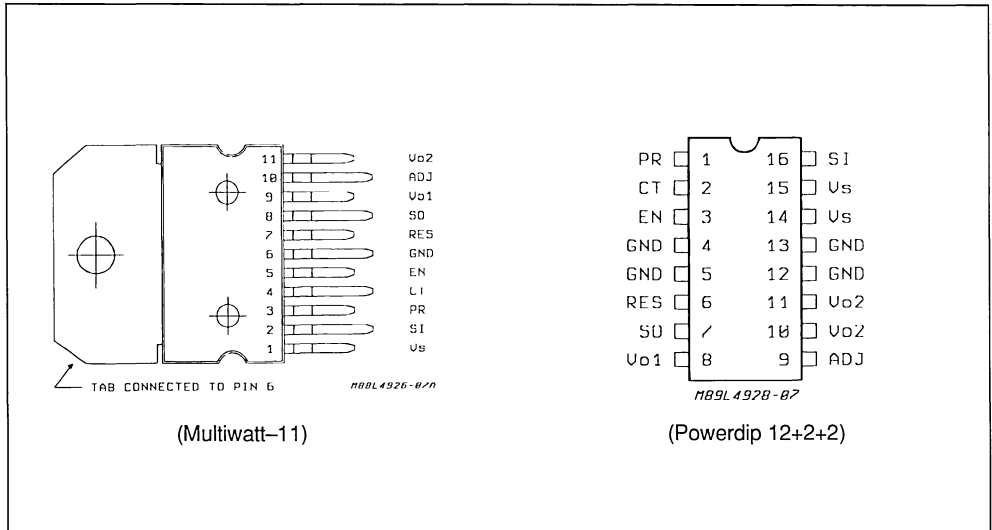 11 Vo2
10 ADJ
9 Vo1
8 SO
7 RES
6 GND
5 EN
4 CT
3 PR
2 SI
1 Vs
TAB CONNECTED TO PIN 6
(Multiwatt–11)
PR 1 16 SI
CT 2 15 Vs
EN 3 14 Vs
GND 4 13 GND
GND 5 12 GND
RES 6 11 Vo2
SO 7 10 Vo2
Vo1 8 9 ADJ
M89L4928-07
(Powerdip 12+2+2)